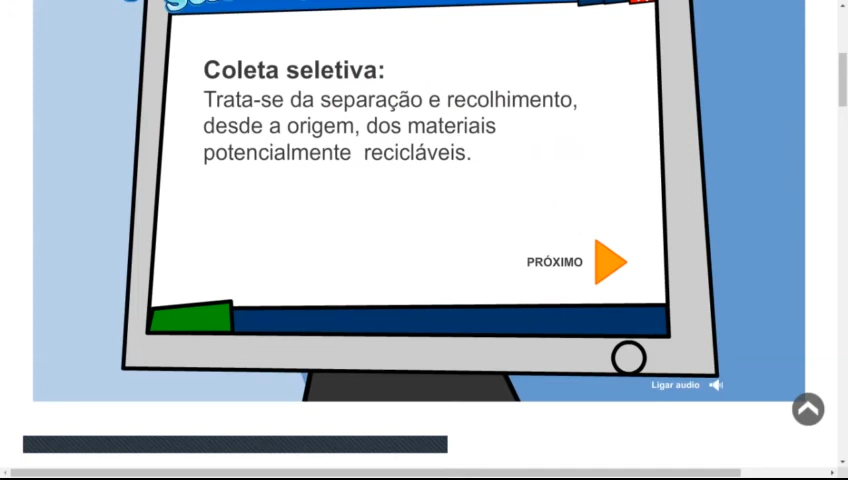 Coleta seletiva:
Trata-se da separação e recolhimento,
desde a origem, dos materiais
potencialmente recicláveis.
PRÓXIMO
Ligar audio